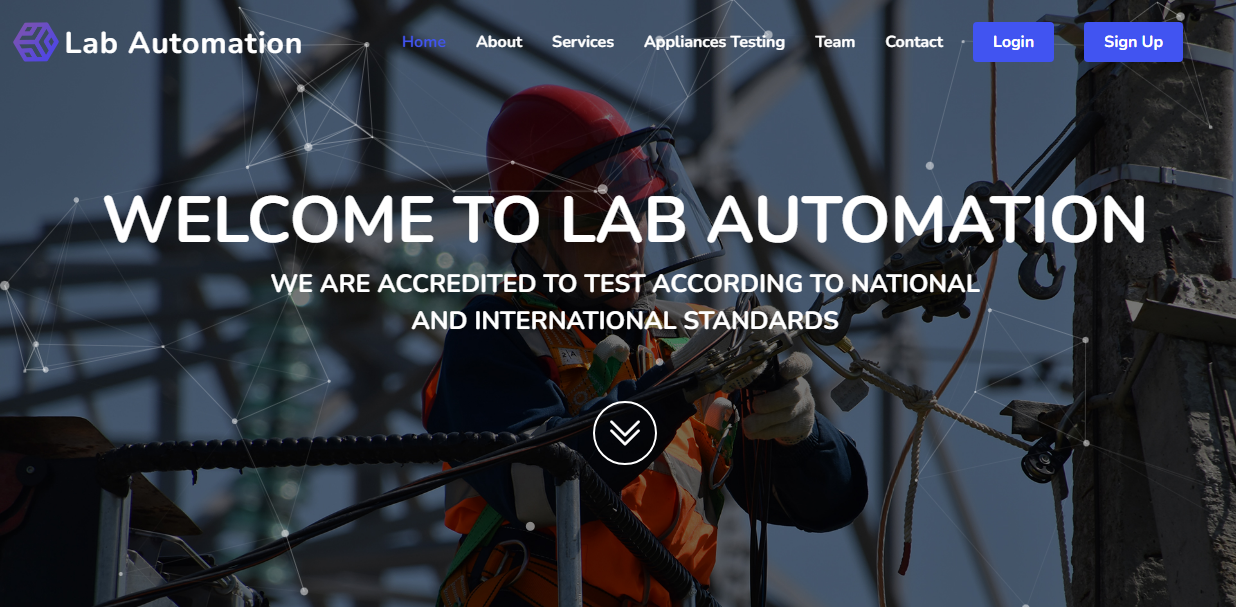 Lab Automation
Home About Services Appliances Testing Team Contact Login Sign Up
WELCOME TO LAB AUTOMATION
WE ARE ACCREDITED TO TEST ACCORDING TO NATIONAL
AND INTERNATIONAL STANDARDS